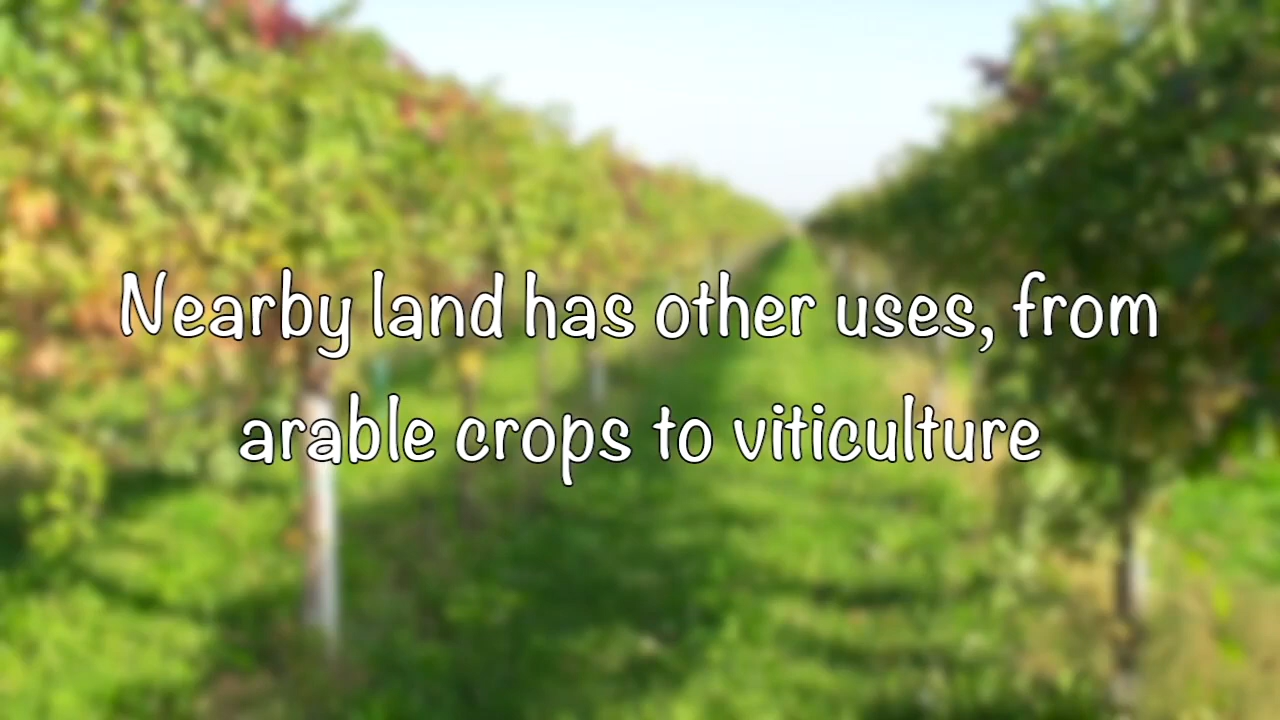 Nearby land has other uses, from
arable crops to viticulture